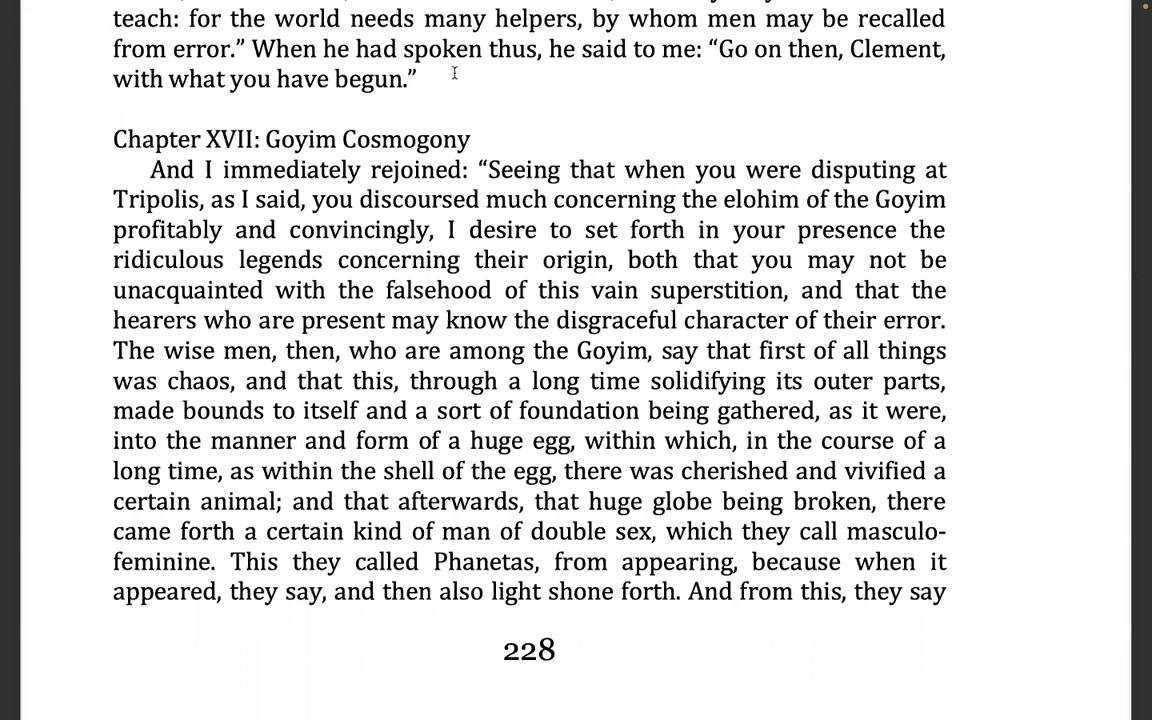 teach: for the world needs many helpers, by whom men may be recalled
from error.” When he had spoken thus, he said to me: “Go on then, Clement,
with what you have begun.”
Chapter XVII: Goyim Cosmogony
And I immediately rejoined: “Seeing that when you were disputing at
Tripolis, as I said, you discoursed much concerning the elohim of the Goyim
profitably and convincingly, I desire to set forth in your presence the
ridiculous legends concerning their origin, both that you may not be
unacquainted with the falsehood of this vain superstition, and that the
hearers who are present may know the disgraceful character of their error.
The wise men, then, who are among the Goyim, say that first of all things
was chaos, and that this, through a long time solidifying its outer parts,
made bounds to itself and a sort of foundation being gathered, as it were,
into the manner and form of a huge egg, within which, in the course of a
long time, as within the shell of the egg, there was cherished and vivified a
certain animal; and that afterwards, that huge globe being broken, there
came forth a certain kind of man of double sex, which they call masculo-
feminine. This they called Phanetas, from appearing, because when it
appeared, they say, and then also light shone forth. And from this, they say
228